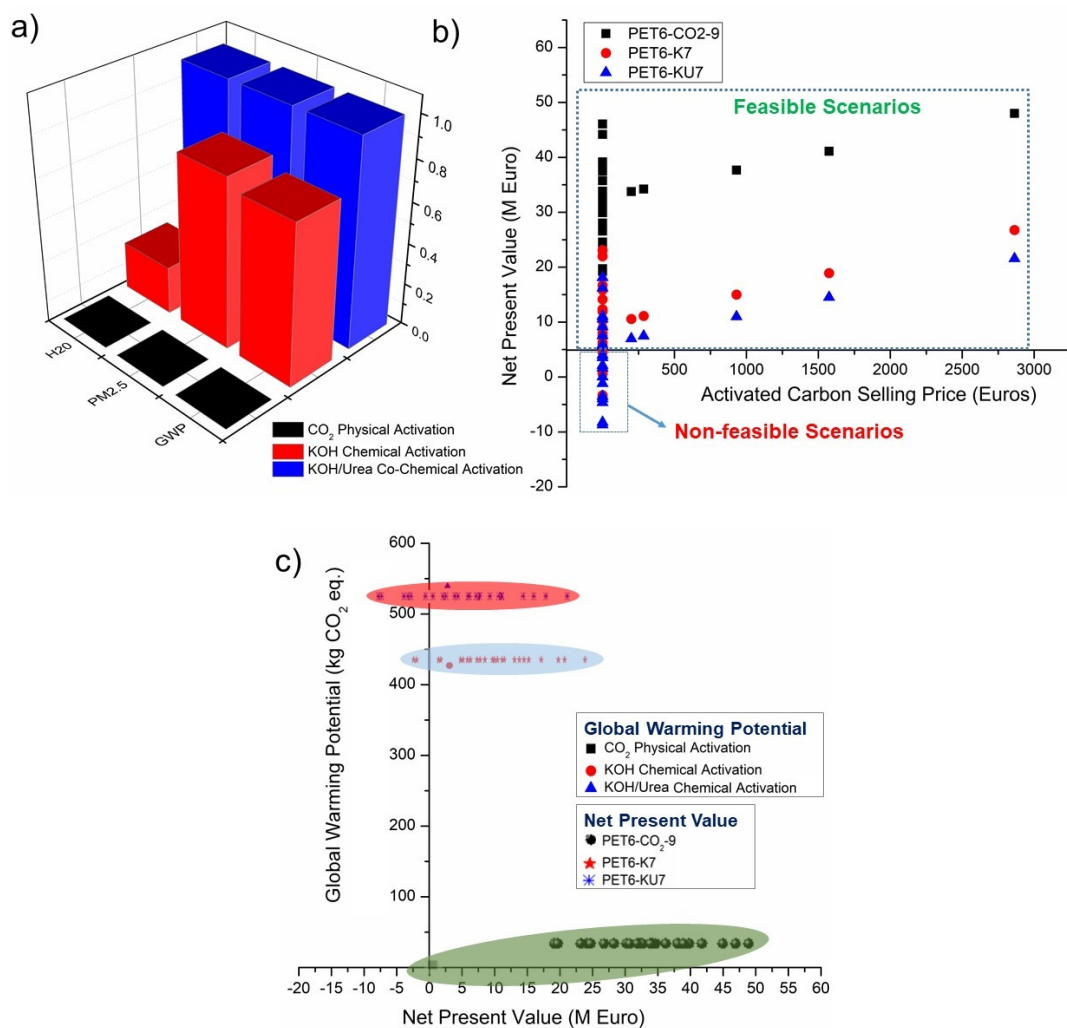 a)
1.0
0.8
0.6
0.4
0.2
0.0
H20
PM2.5
GWP
CO2 Physical Activation
KOH Chemical Activation
KOH/Urea Co-Chemical Activation
b)
PET6-CO2-9
PET6-K7
PET6-KU7
Net Present Value (M Euro)
60
50
40
30
20
10
0
-10
-20
Feasible Scenarios
500
1000
1500
2000
2500
3000
Activated Carbon Selling Price (Euros)
Non-feasible Scenarios
c)
Global Warming Potential (kg CO2 eq.)
600
500
400
300
200
100
Global Warming Potential
CO2 Physical Activation
KOH Chemical Activation
KOH/Urea Chemical Activation
Net Present Value
PET6-CO2-9
PET6-K7
PET6-KU7
-20 -15 -10 -5 0 5 10 15 20 25 30 35 40 45 50 55 60
Net Present Value (M Euro)